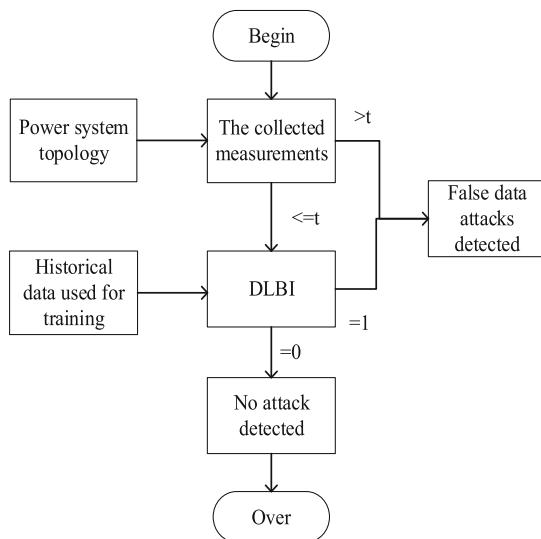 Begin
Power system
topology
The collected
measurements
>t
False data
attacks
detected
<=t
Historical
data used for
training
DLBI
=1
=0
No attack
detected
Over